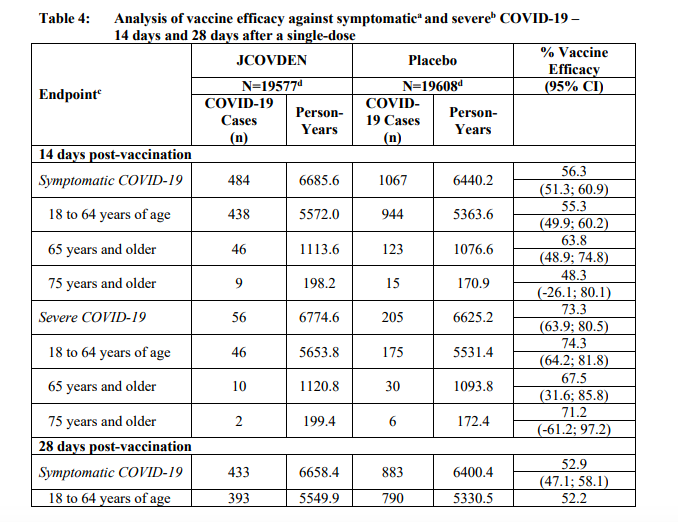 Table 4: Analysis of vaccine efficacy against symptomaticᵃ and severeᵇ COVID-19 –
14 days and 28 days after a single-dose
Endpointᶜ JCOVDEN Placebo % Vaccine Efficacy (95% CI)
N=19577ᵈ N=19608ᵈ
COVID-19 Cases (n) Person-Years COVID-19 Cases (n) Person-Years
14 days post-vaccination
Symptomatic COVID-19 484 6685.6 1067 6440.2 56.3 (51.3; 60.9)
18 to 64 years of age 438 5572.0 944 5363.6 55.3 (49.9; 60.2)
65 years and older 46 1113.6 123 1076.6 63.8 (48.9; 74.8)
75 years and older 9 198.2 15 170.9 48.3 (-26.1; 80.1)
Severe COVID-19 56 6774.6 205 6625.2 73.3 (63.9; 80.5)
18 to 64 years of age 46 5653.8 175 5531.4 74.3 (64.2; 81.8)
65 years and older 10 1120.8 30 1093.8 67.5 (31.6; 85.8)
75 years and older 2 199.4 6 172.4 71.2 (-61.2; 97.2)
28 days post-vaccination
Symptomatic COVID-19 433 6658.4 883 6400.4 52.9 (47.1; 58.1)
18 to 64 years of age 393 5549.9 790 5330.5 52.2